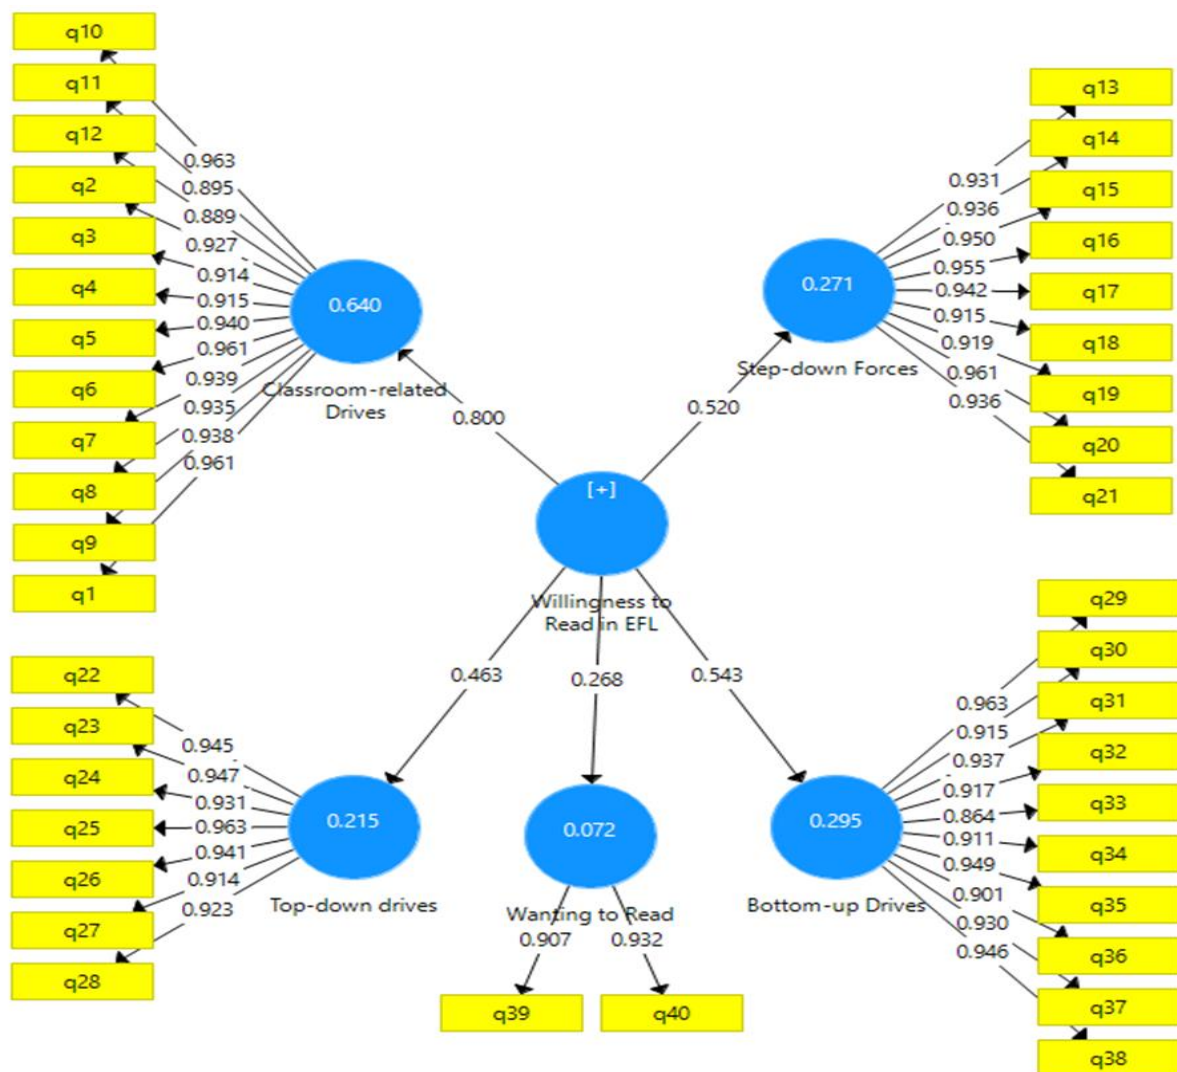 q10
q11
q12
q2
q3
q4
q5
q6
q7
q8
q9
q1
0.963
0.895
0.889
0.927
0.914
0.915
0.940
0.961
0.939
0.935
0.938
0.961
0.640
Classroom-related
Drives
0.800
q13
q14
q15
q16
q17
q18
q19
q20
q21
0.931
0.936
0.950
0.955
0.942
0.915
0.919
0.961
0.936
0.271
Step-down Forces
0.520
[+]
Willingness to
Read in EFL
0.463
0.268
0.543
q22
q23
q24
q25
q26
q27
q28
0.945
0.947
0.931
0.963
0.941
0.914
0.923
0.215
Top-down drives
0.072
Wanting to Read
0.907
0.932
q39
q40
0.295
Bottom-up Drives
0.963
0.915
0.937
0.917
0.864
0.911
0.949
0.901
0.930
0.946
q29
q30
q31
q32
q33
q34
q35
q36
q37
q38